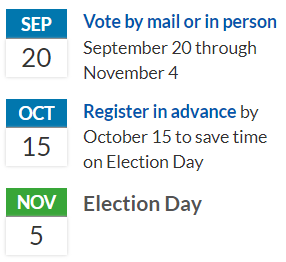 SEP
20
Vote by mail or in person
September 20 through
November 4
OCT
15
Register in advance by
October 15 to save time
on Election Day
NOV
5
Election Day